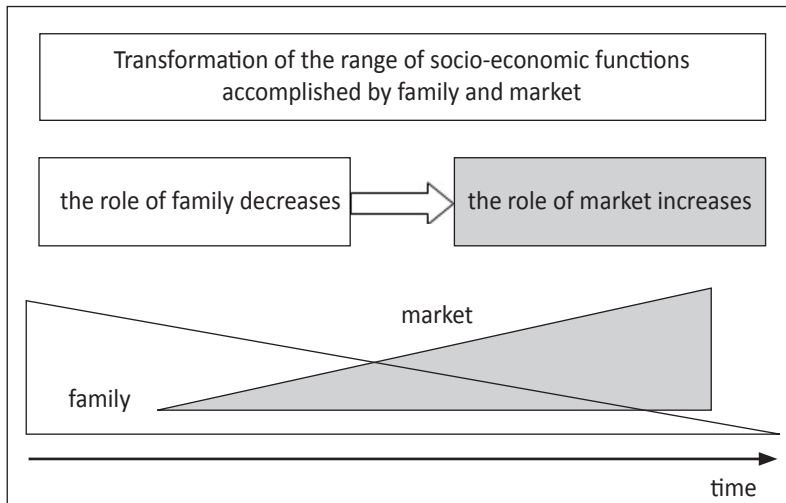 Transformation of the range of socio-economic functions
accomplished by family and market
the role of family decreases
the role of market increases
market
family
time